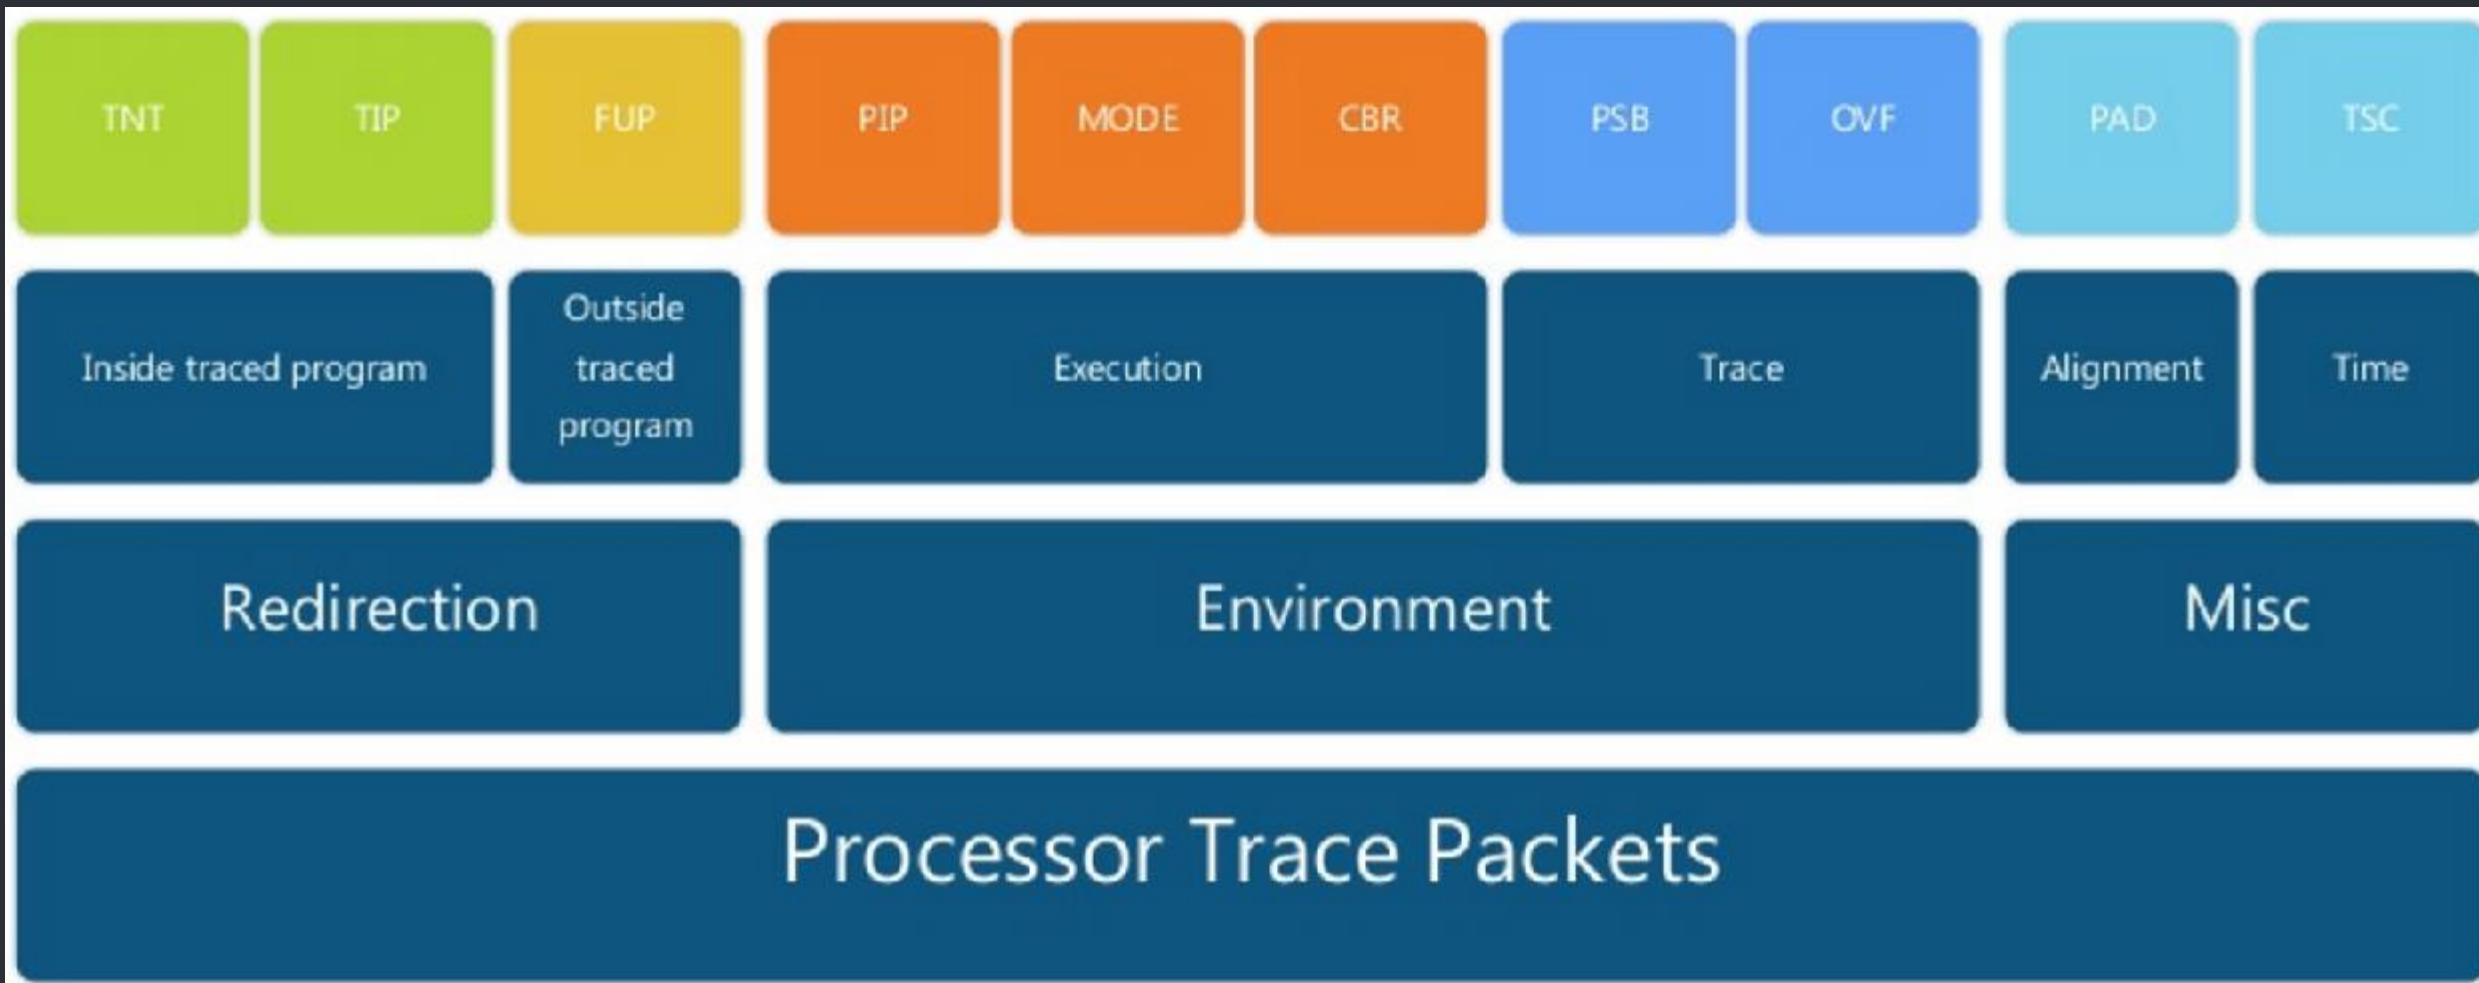 TNT
TIP
FUP
PIP
MODE
CBR
PSB
OVF
PAD
TSC
Inside traced program
Outside
traced
program
Execution
Trace
Alignment
Time
Redirection
Environment
Misc
Processor Trace Packets